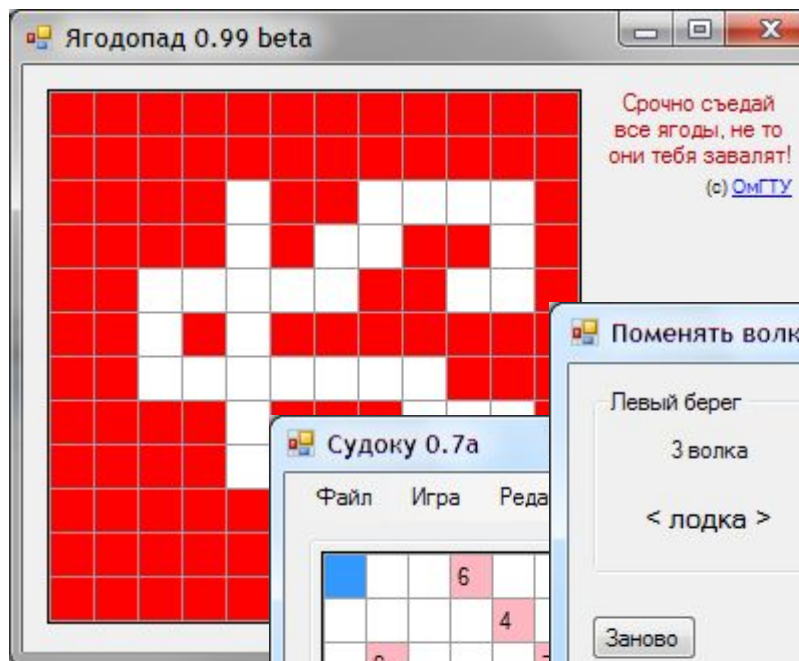 Ягодопад 0.99 beta
Срочно съедай
все ягоды, не то
они тебя завалят!
(c) ОмГТУ
Поменять волк
Левый берег
3 волка
< лодка >
Заново
Судоку 0.7a
Файл Игра Реда
6
4